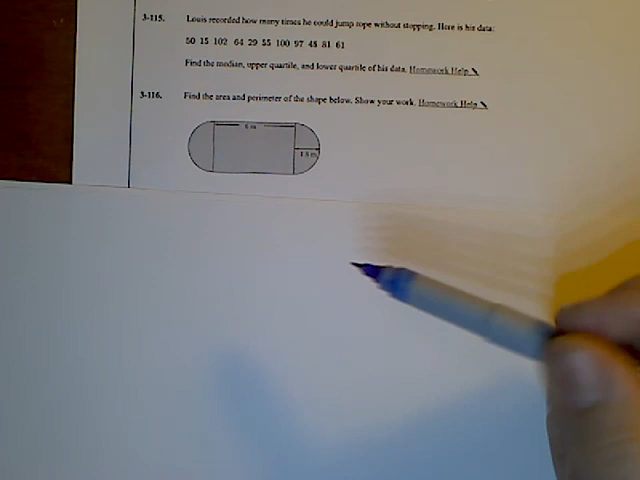 3-115. Louis recorded how many times he could jump rope without stopping. Here is his data:
50 15 102 64 29 55 100 97 48 81 61
Find the median, upper quartile, and lower quartile of his data. Homework Help ✎
3-116. Find the area and perimeter of the shape below. Show your work. Homework Help ✎
m
1.5 m